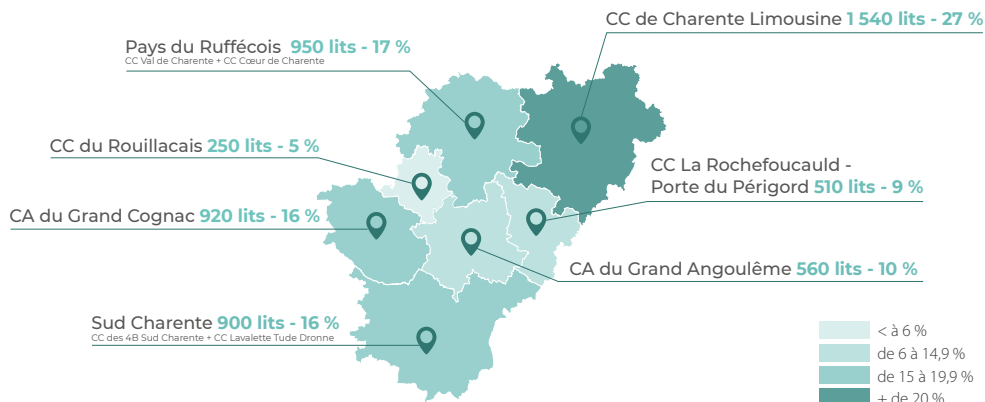 CC de Charente Limousine 1 540 lits - 27 %
Pays du Ruffécois 950 lits - 17 %
CC Val de Charente + CC Cœur de Charente
CC du Rouillacais 250 lits - 5 %
CC La Rochefoucauld -
Porte du Périgord 510 lits - 9 %
CA du Grand Cognac 920 lits - 16 %
CA du Grand Angoulême 560 lits - 10 %
Sud Charente 900 lits - 16 %
CC des 4B Sud Charente + CC Lavalette Tude Dronne
< à 6 %
de 6 à 14,9 %
de 15 à 19,9 %
+ de 20 %